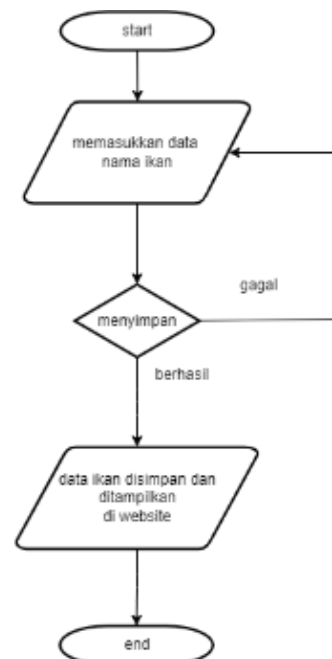 start
memasukkan data
nama ikan
gagal
menyimpan
berhasil
data ikan disimpan dan
ditampilkan
di website
end